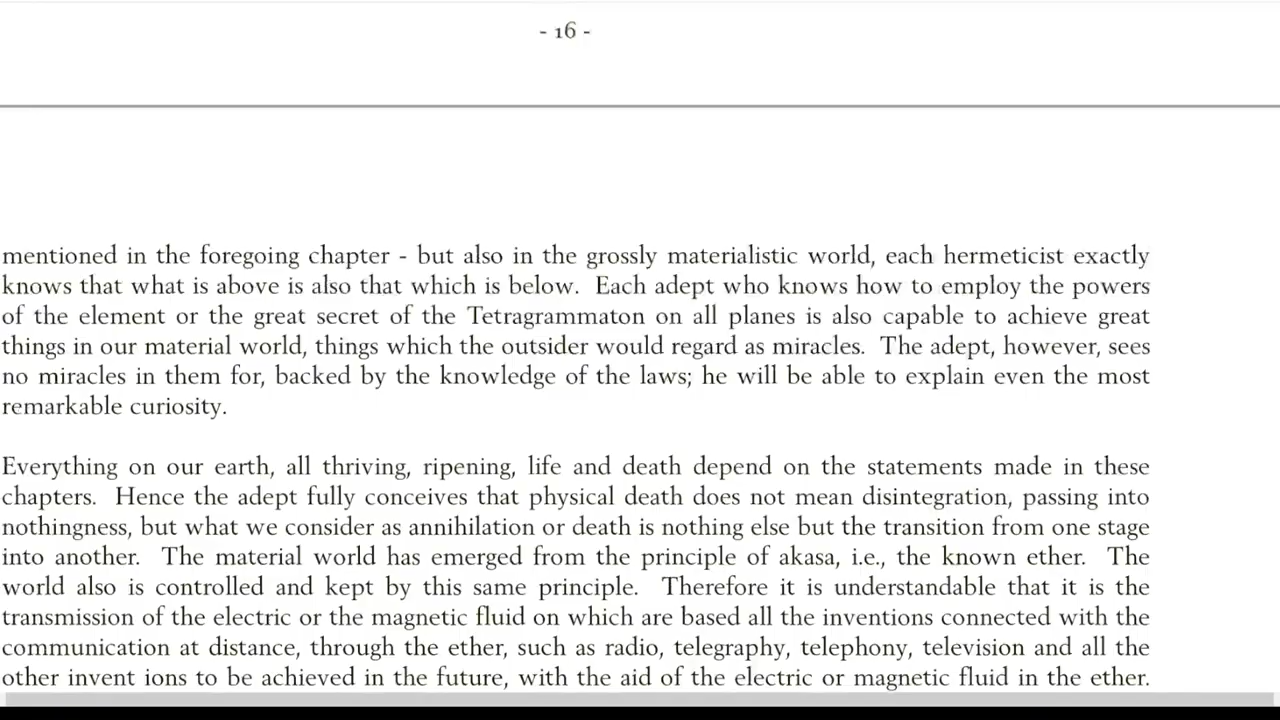 - 16 -
mentioned in the foregoing chapter - but also in the grossly materialistic world, each hermeticist exactly
knows that what is above is also that which is below. Each adept who knows how to employ the powers
of the element or the great secret of the Tetragrammaton on all planes is also capable to achieve great
things in our material world, things which the outsider would regard as miracles. The adept, however, sees
no miracles in them for, backed by the knowledge of the laws; he will be able to explain even the most
remarkable curiosity.
Everything on our earth, all thriving, ripening, life and death depend on the statements made in these
chapters. Hence the adept fully conceives that physical death does not mean disintegration, passing into
nothingness, but what we consider as annihilation or death is nothing else but the transition from one stage
into another. The material world has emerged from the principle of akasa, i.e., the known ether. The
world also is controlled and kept by this same principle. Therefore it is understandable that it is the
transmission of the electric or the magnetic fluid on which are based all the inventions connected with the
communication at distance, through the ether, such as radio, telegraphy, telephony, television and all the
other invent ions to be achieved in the future, with the aid of the electric or magnetic fluid in the ether.